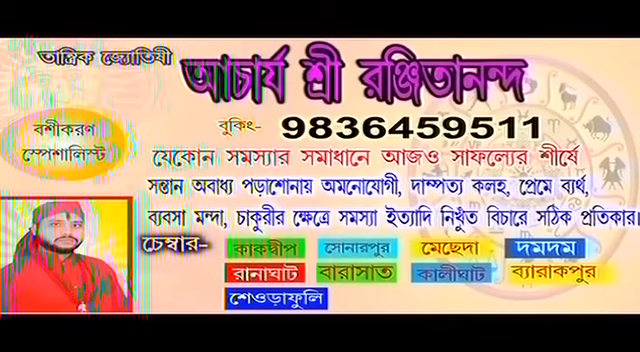 তান্ত্রিক জ্যোতিষী
আচার্য শ্রী রঞ্জিতানন্দ
বশীকরণ
স্পেশালিস্ট
বুকিং- 9836459511
যেকোন সমস্যার সমাধানে আজও সাফল্যের শীর্ষে
সন্তান অবাধ্য পড়াশোনায় অমনোযোগী, দাম্পত্য কলহ, প্রেমে ব্যর্থ,
ব্যবসা মন্দা, চাকুরীর ক্ষেত্রে সমস্যা ইত্যাদি নিখুঁত বিচারে সঠিক প্রতিকার।
চেম্বার- কাকদ্বীপ সোনারপুর মেছেদা দমদম
রানাঘাট বারাসাত কালীঘাট ব্যারাকপুর
শেওড়াফুলি